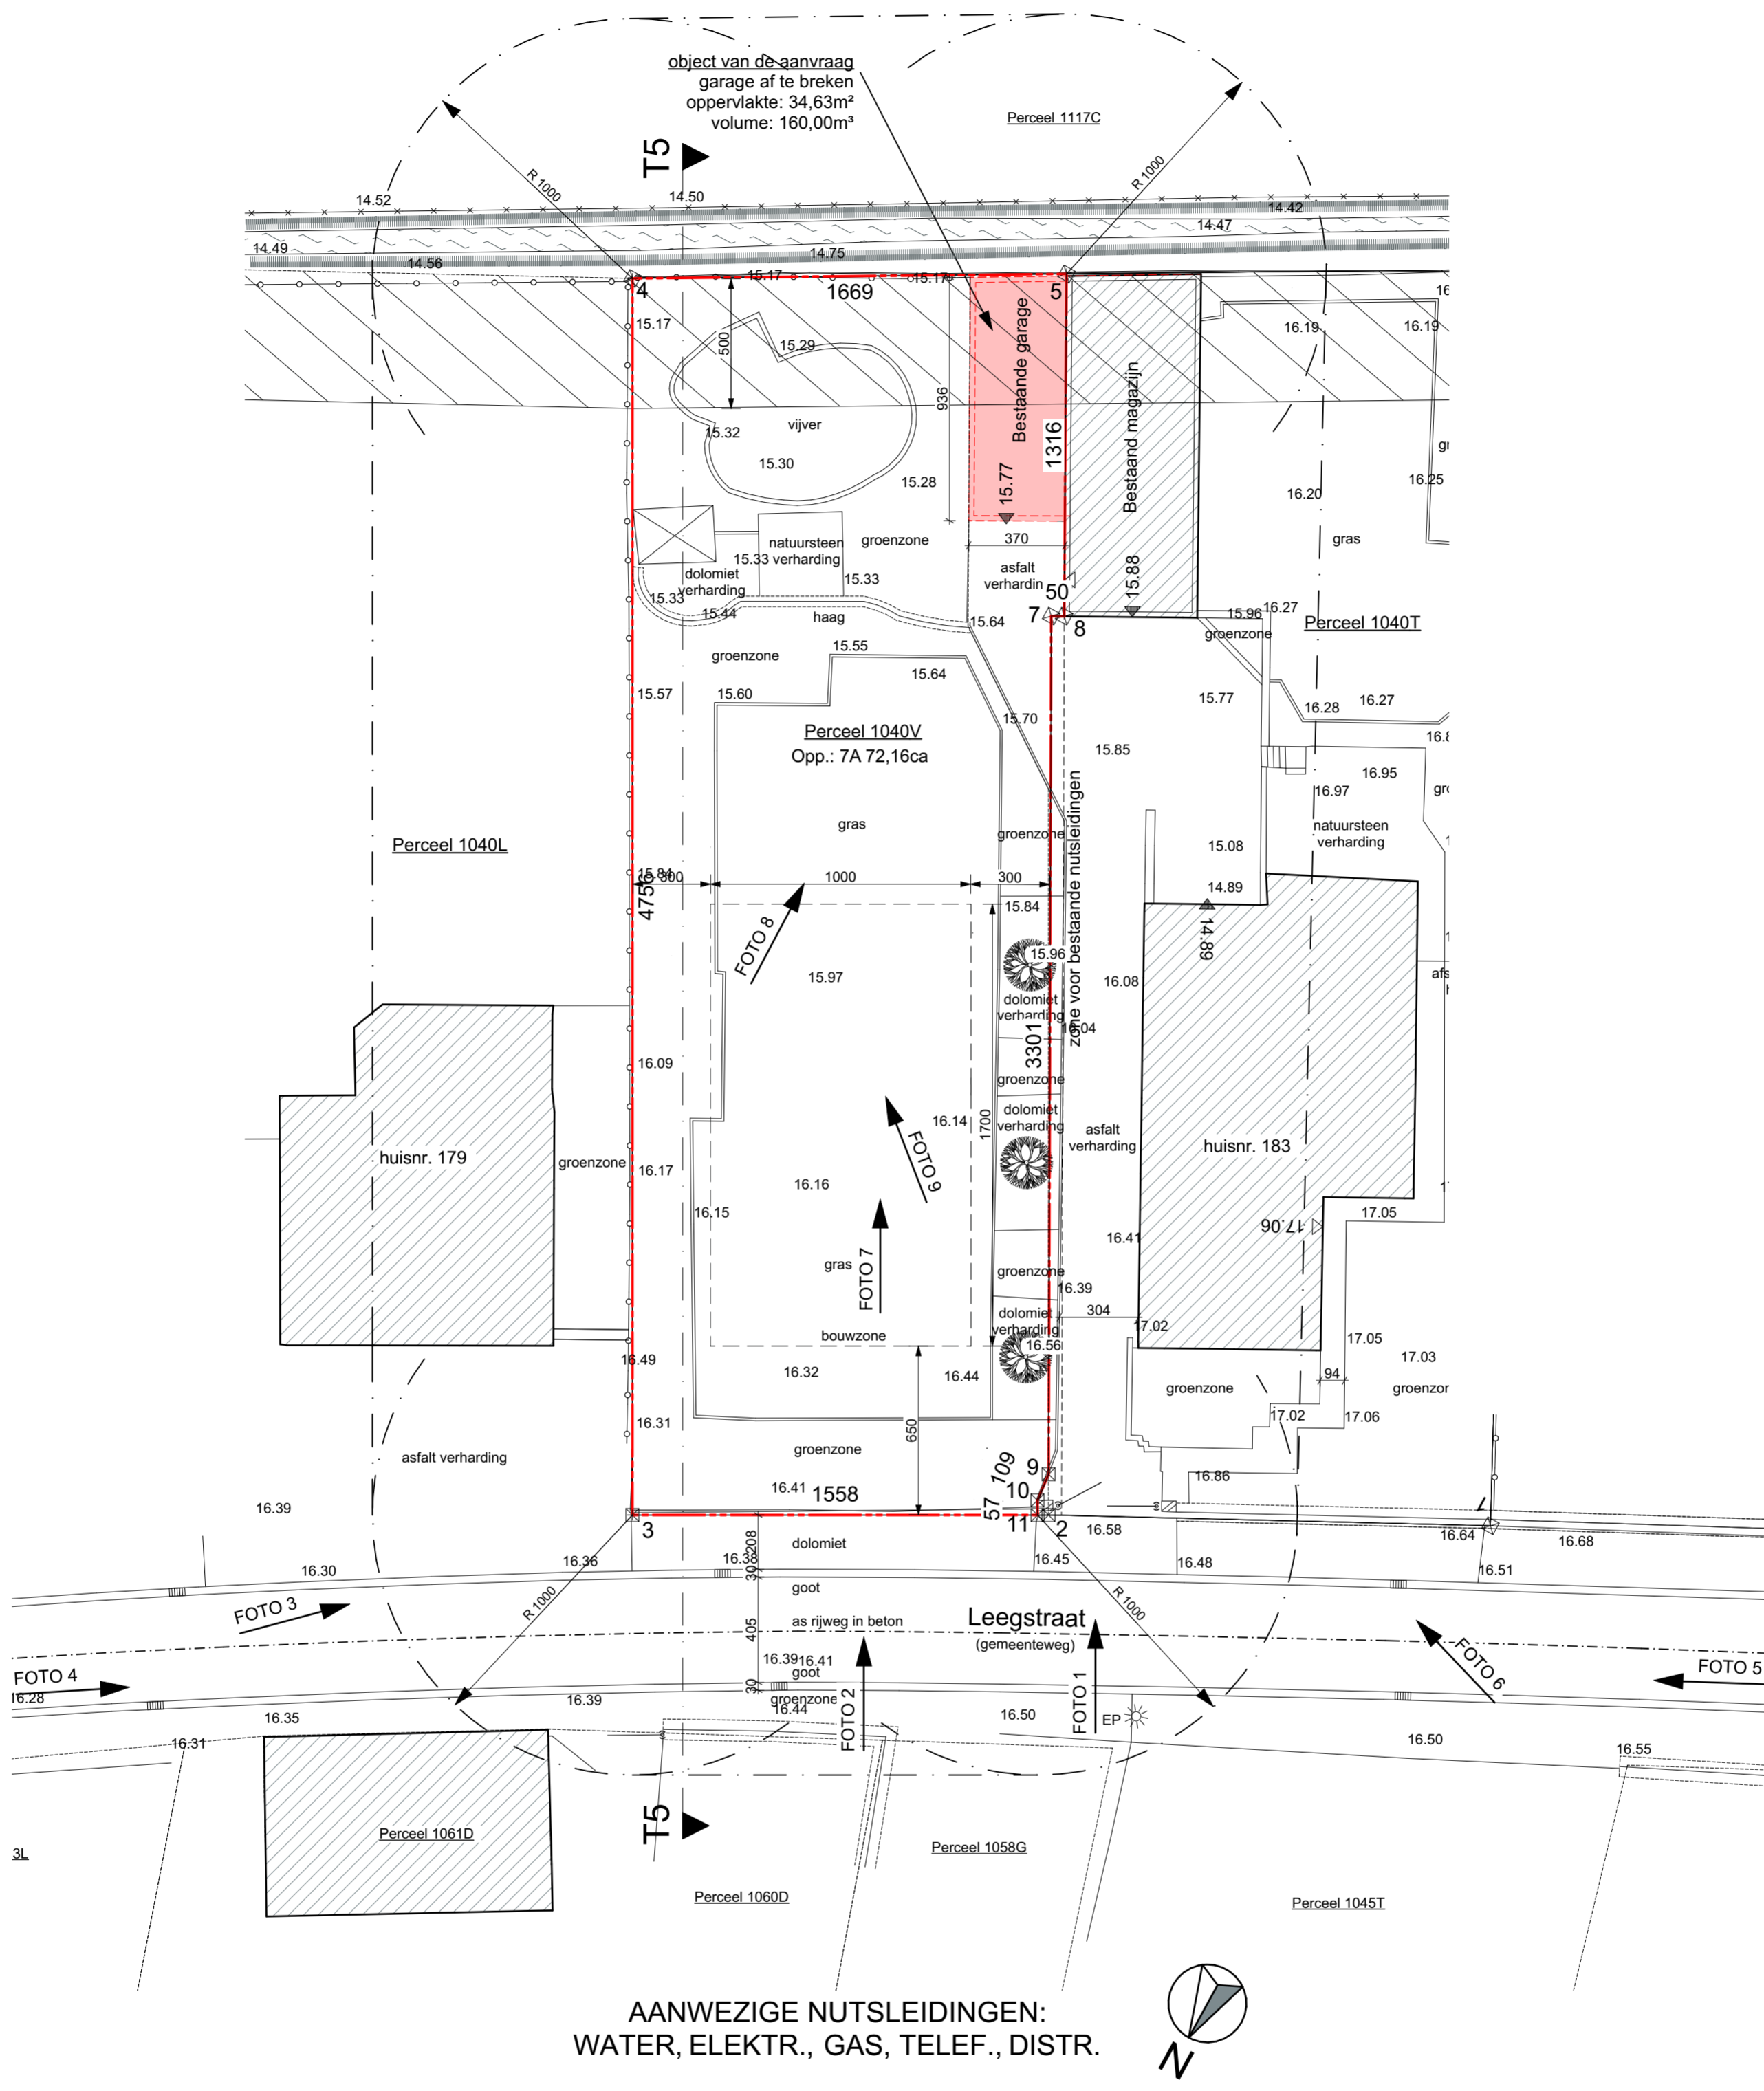 object van de aanvraag
garage af te breken
oppervlakte: 34,63m²
volume: 160,00m³
Perceel 1117C
T5
R 1000
R 1000
14.52
14.50
14.42
14.47
14.49
14.56
14.75
15.17
15.17
4
1669
5
15.17
500
15.29
936
Bestaande garage
16.19
16.19
15.32
vijver
1316
Bestaand magazijn
15.30
15.28
15.77
16.20
16.25
natuursteen
verharding
groenzone
370
gras
15.33
15.33
dolomiet
verharding
asfalt
verhardin
50
15.88
15.33
15.44
haag
15.64
7
8
15.96
16.27
groenzone
Perceel 1040T
groenzone
15.55
15.64
15.57
15.60
15.70
15.77
16.28
16.27
Perceel 1040V
Opp.: 7A 72,16ca
15.85
zone voor bestaande nutsleidingen
16.95
16.97
gras
groenzone
natuursteen
verharding
Perceel 1040L
15.08
15.84
300
1000
300
14.89
4756
15.84
FOTO 8
14.89
15.96
15.97
16.08
dolomiet
verharding
16.04
3301
16.09
groenzone
dolomiet
verharding
16.14
1700
asfalt
verharding
huisnr. 179
groenzone
16.17
FOTO 9
huisnr. 183
16.16
16.15
17.05
17.06
16.41
gras
FOTO 7
groenzone
16.39
304
dolomiet
verharding
17.02
bouwzone
16.56
17.05
16.49
16.32
16.44
17.03
94
groenzone
groenzor
16.31
17.02
17.06
650
groenzone
asfalt verharding
109
9
16.86
16.41
1558
10
57
16.39
3
11
2
16.58
16.64
16.68
208
dolomiet
16.36
16.38
16.45
16.48
16.51
16.30
30
goot
R 1000
R 1000
FOTO 3
405
as rijweg in beton
Leegstraat
(gemeenteweg)
FOTO 4
16.39
16.41
goot
FOTO 6
FOTO 5
16.28
30
groenzone
16.39
16.44
FOTO 2
16.50
FOTO 1
EP
16.35
16.31
16.50
16.55
T5
Perceel 1061D
Perceel 1058G
3L
Perceel 1060D
Perceel 1045T
AANWEZIGE NUTSLEIDINGEN:
WATER, ELEKTR., GAS, TELEF., DISTR.
N